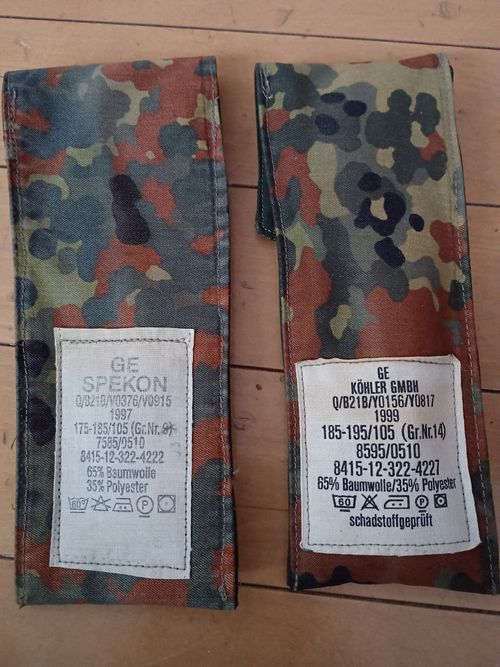 GE
SPEKON
Q/B21B/V0376/V0915
1997
175-185/105 (Gr.Nr.9)
7585/0510
8415-12-322-4222
65% Baumwolle
35% Polyester
60°
P
GE
KÖHLER GMBH
Q/B21B/Y0156/Y0817
1999
185-195/105 (Gr.Nr.14)
8595/0510
8415-12-322-4227
65% Baumwolle/35% Polyester
60
P
schadstoffgeprüft